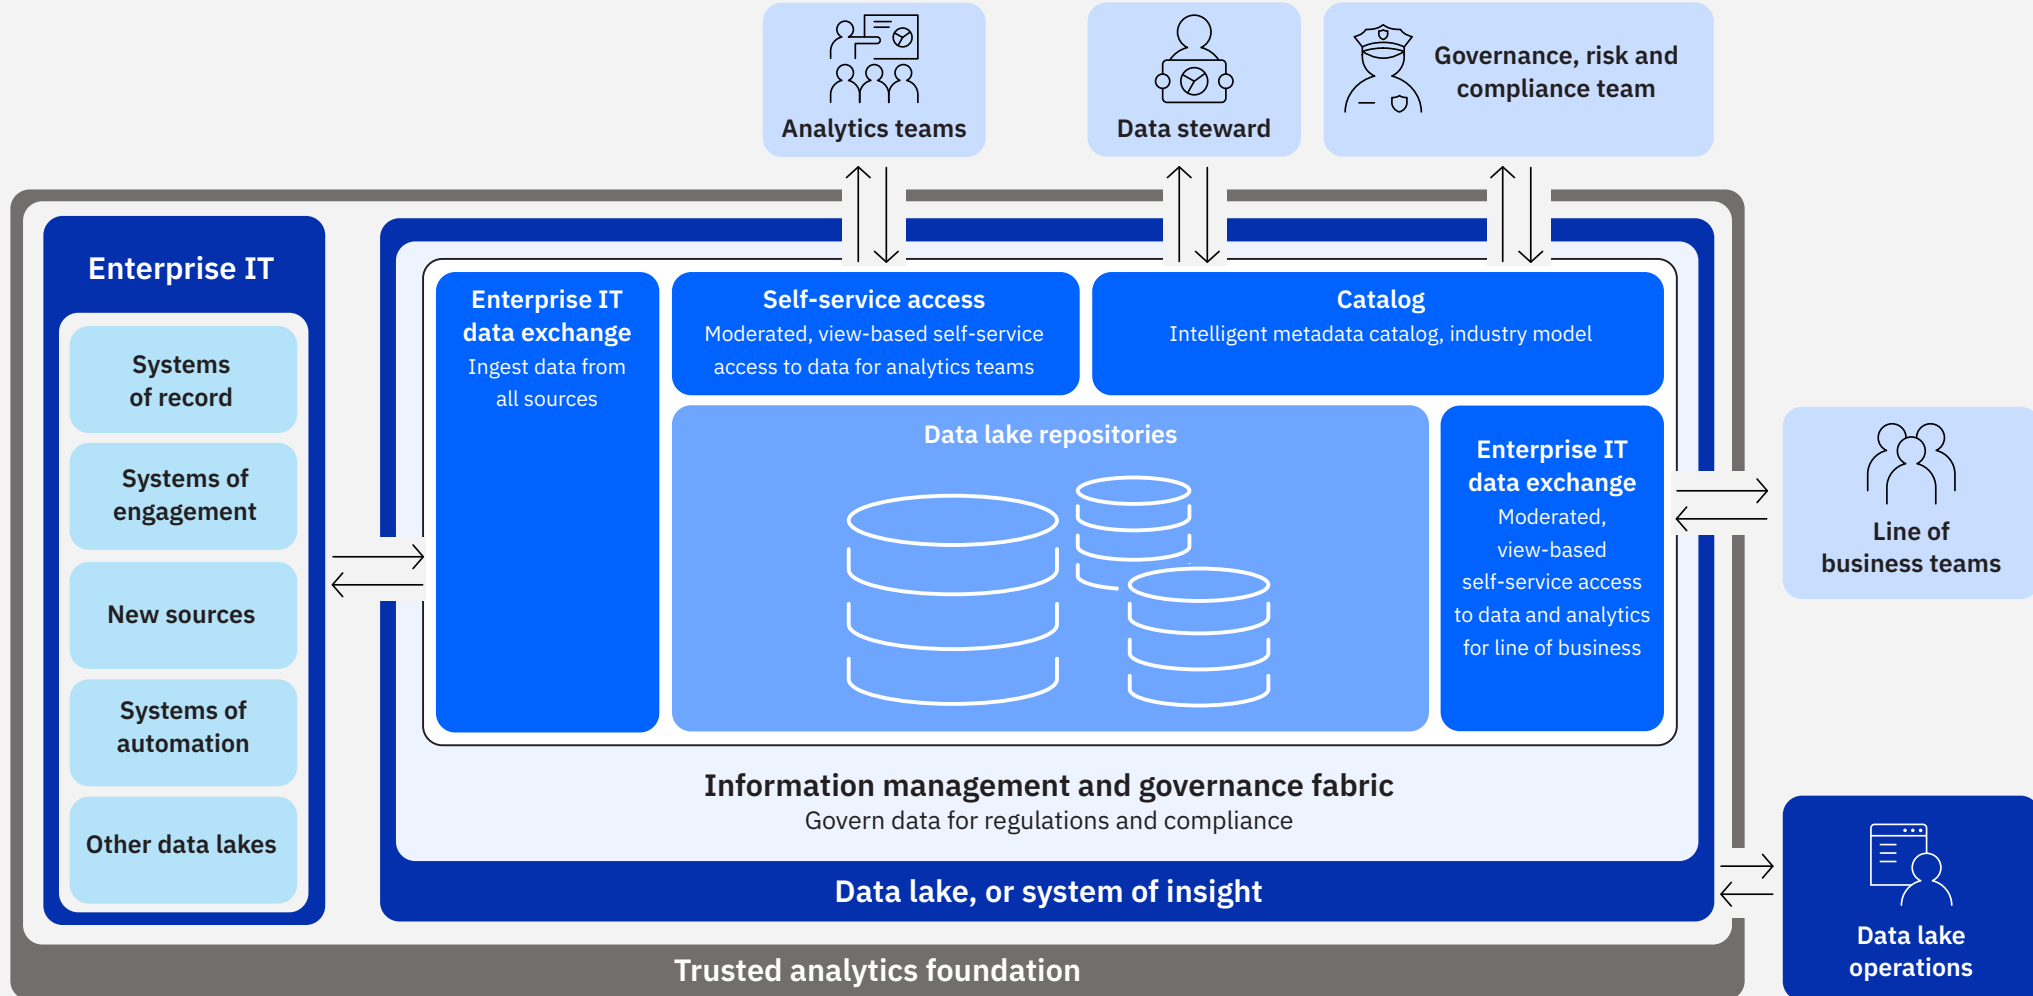 Analytics teams
Data steward
Governance, risk and
compliance team
Enterprise IT
Systems
of record
Systems of
engagement
New sources
Systems of
automation
Other data lakes
Enterprise IT
data exchange
Ingest data from
all sources
Self-service access
Moderated, view-based self-service
access to data for analytics teams
Catalog
Intelligent metadata catalog, industry model
Data lake repositories
Enterprise IT
data exchange
Moderated,
view-based
self-service access
to data and analytics
for line of business
Line of
business teams
Information management and governance fabric
Govern data for regulations and compliance
Data lake, or system of insight
Data lake
operations
Trusted analytics foundation